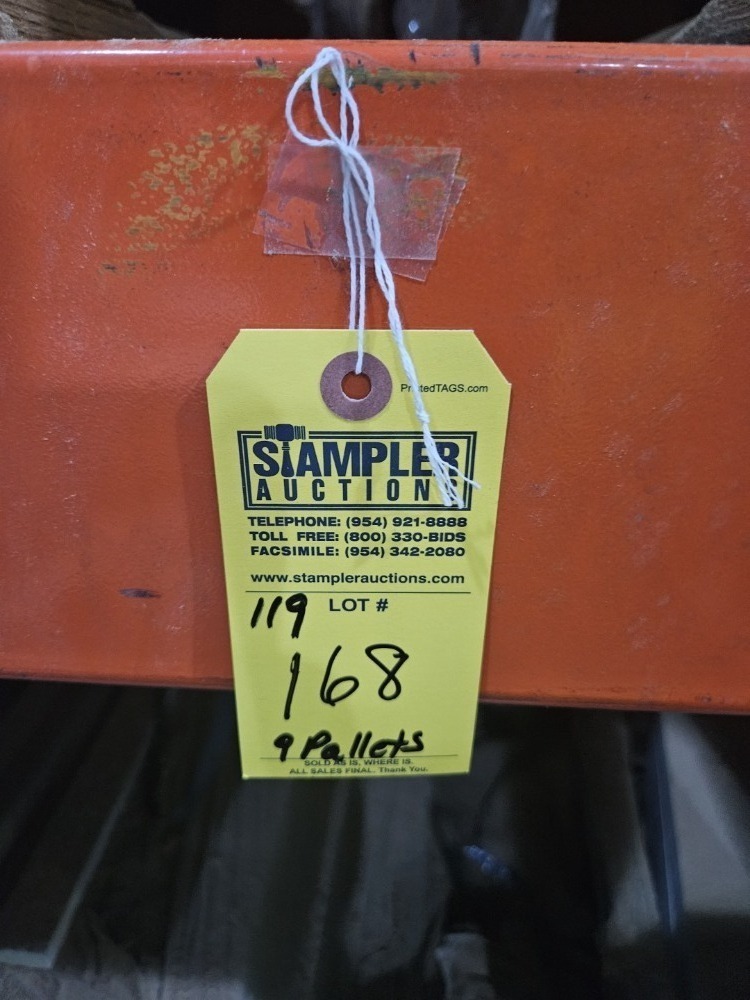 PrintedTAGS.com
STAMPLER
AUCTIONS
TELEPHONE: (954) 921-8888
TOLL FREE: (800) 330-BIDS
FACSIMILE: (954) 342-2080
www.stamplerauctions.com
119 LOT #
168
9 Pallets
SOLD AS IS, WHERE IS.
ALL SALES FINAL. Thank You.